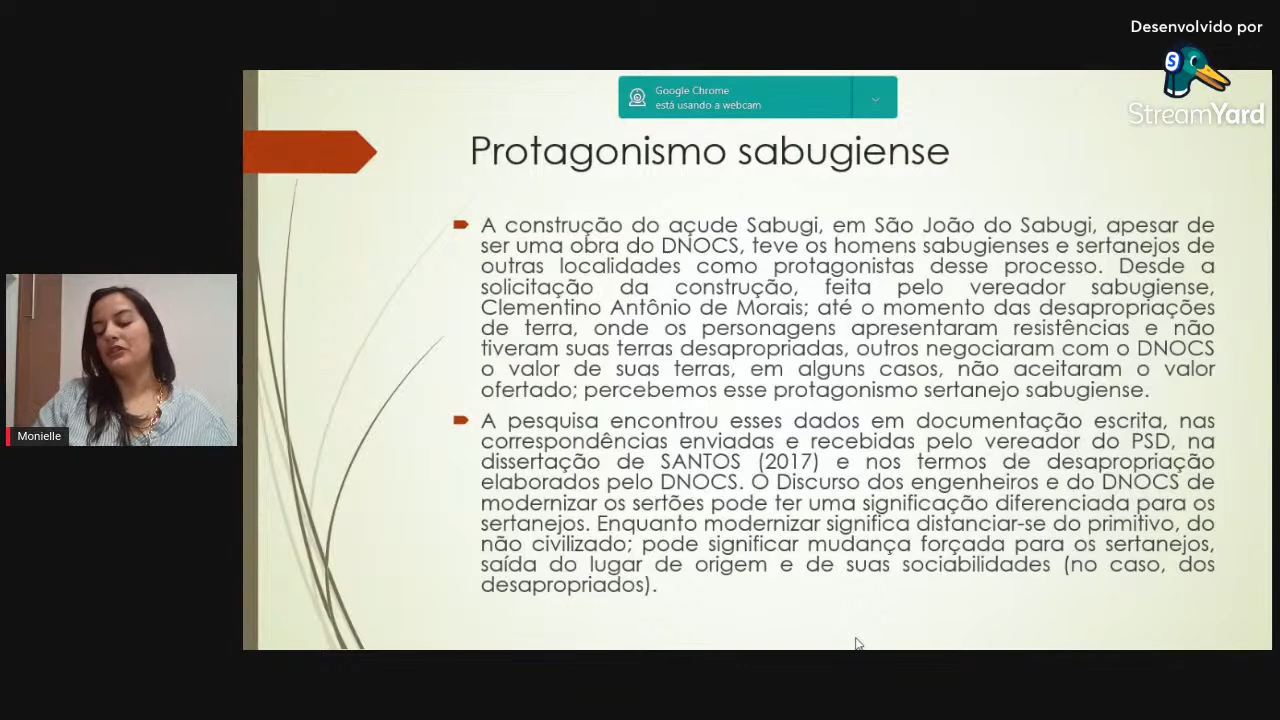 Desenvolvido por
S
StreamYard
Google Chrome
está usando a webcam
Protagonismo sabugiense
A construção do açude Sabugi, em São João do Sabugi, apesar de
ser uma obra do DNOCS, teve os homens sabugienses e sertanejos de
outras localidades como protagonistas desse processo. Desde a
solicitação da construção, feita pelo vereador sabugiense,
Clementino Antônio de Morais; até o momento das desapropriações
de terra, onde os personagens apresentaram resistências e não
tiveram suas terras desapropriadas, outros negociaram com o DNOCS
o valor de suas terras, em alguns casos, não aceitaram o valor
ofertado; percebemos esse protagonismo sertanejo sabugiense.
A pesquisa encontrou esses dados em documentação escrita, nas
correspondências enviadas e recebidas pelo vereador do PSD, na
dissertação de SANTOS (2017) e nos termos de desapropriação
elaborados pelo DNOCS. O Discurso dos engenheiros e do DNOCS de
modernizar os sertões pode ter uma significação diferenciada para os
sertanejos. Enquanto modernizar significa distanciar-se do primitivo, do
não civilizado; pode significar mudança forçada para os sertanejos,
saída do lugar de origem e de suas sociabilidades (no caso, dos
desapropriados).
Monielle